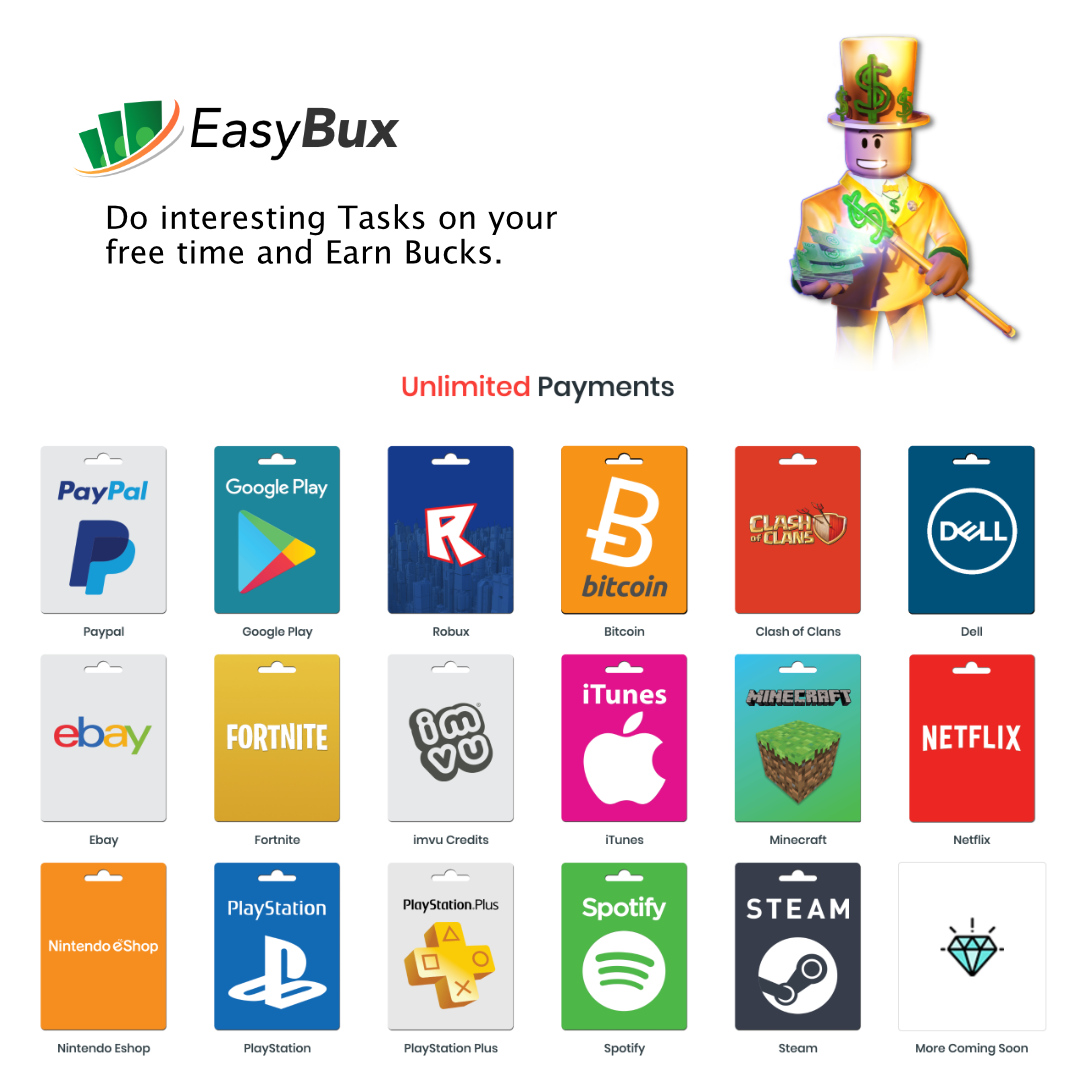 EasyBux
Do interesting Tasks on your
free time and Earn Bucks.
Unlimited Payments
PayPal
Google Play
R
bitcoin
CLASH
OF CLANS
DELL
Paypal
Google Play
Robux
Bitcoin
Clash of Clans
Dell
ebay
FORTNITE
imvu
iTunes
MINECRAFT
NETFLIX
Ebay
Fortnite
imvu Credits
iTunes
Minecraft
Netflix
Nintendo eShop
PlayStation
PlayStation.Plus
Spotify
STEAM
Nintendo Eshop
PlayStation
PlayStation Plus
Spotify
Steam
More Coming Soon